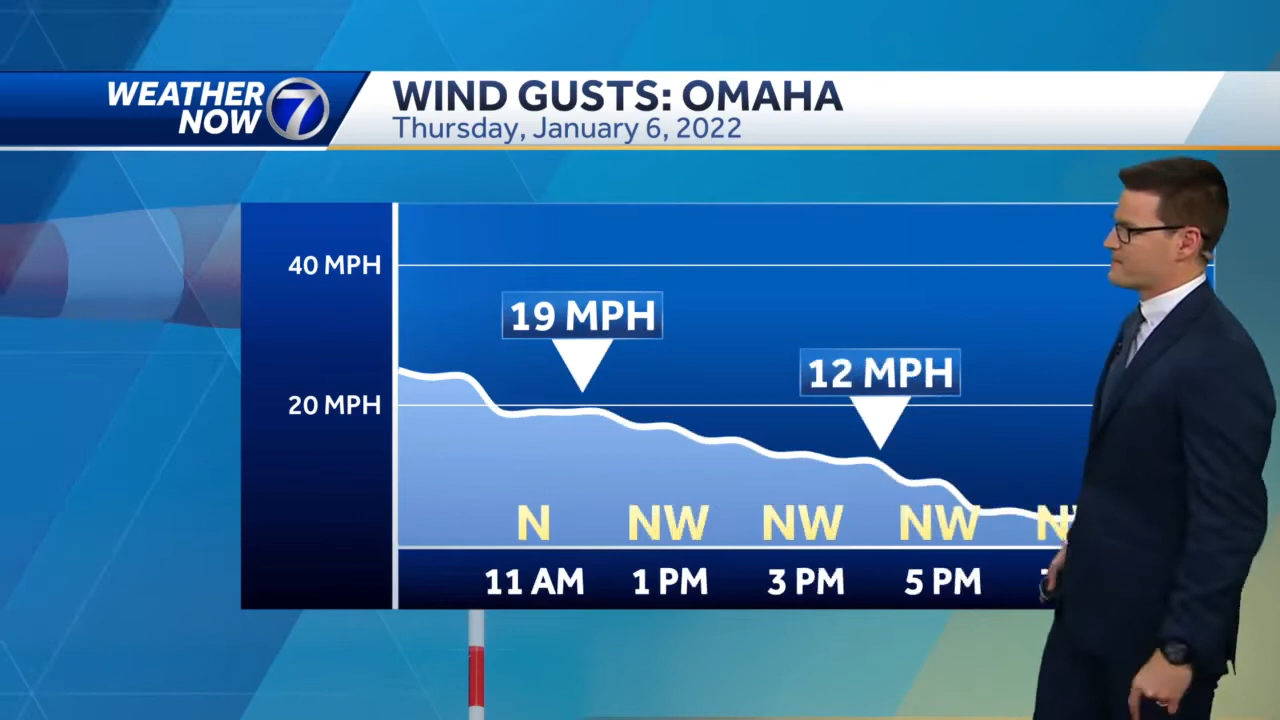 WEATHER
NOW 7
WIND GUSTS: OMAHA
Thursday, January 6, 2022
40 MPH
19 MPH
12 MPH
20 MPH
N NW NW NW
11 AM 1 PM 3 PM 5 PM